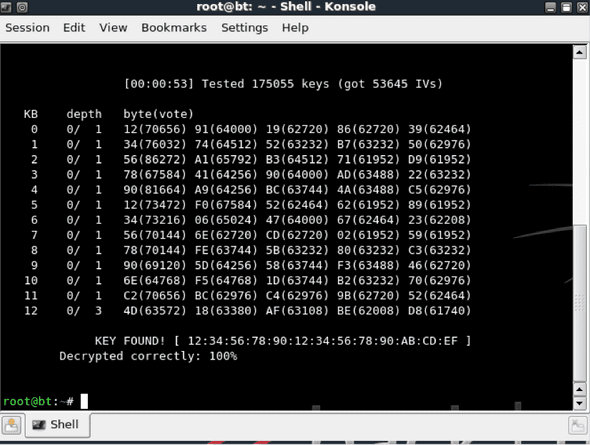 root@bt: ~ - Shell - Konsole
Session Edit View Bookmarks Settings Help
[00:00:53] Tested 175055 keys (got 53645 IVs)
KB depth byte(vote)
0 0/ 1 12(70656) 91(64000) 19(62720) 86(62720) 39(62464)
1 0/ 1 34(76032) 74(64512) 52(63232) B7(63232) 50(62976)
2 0/ 1 56(86272) A1(65792) B3(64512) 71(61952) D9(61952)
3 0/ 1 78(67584) 41(64256) 90(64000) AD(63488) 22(63232)
4 0/ 1 90(81664) A9(64256) BC(63744) 4A(63488) C5(62976)
5 0/ 1 12(73472) F0(67584) 52(62464) 62(61952) 89(61952)
6 0/ 1 34(73216) 06(65024) 47(64000) 67(62464) 23(62208)
7 0/ 1 56(70144) 6E(62720) CD(62720) 02(61952) 59(61952)
8 0/ 1 78(70144) FE(63744) 5B(63232) 80(63232) C3(63232)
9 0/ 1 90(69120) 5D(64256) 58(63744) F3(63488) 46(62720)
10 0/ 1 6E(64768) F5(64768) 1D(63744) B2(63232) 70(62976)
11 0/ 1 C2(70656) BC(62976) C4(62976) 9B(62720) 52(62464)
12 0/ 3 4D(63572) 18(63380) AF(63108) BE(62008) D8(61740)
KEY FOUND! [ 12:34:56:78:90:12:34:56:78:90:AB:CD:EF ]
Decrypted correctly: 100%
root@bt:~#
Shell